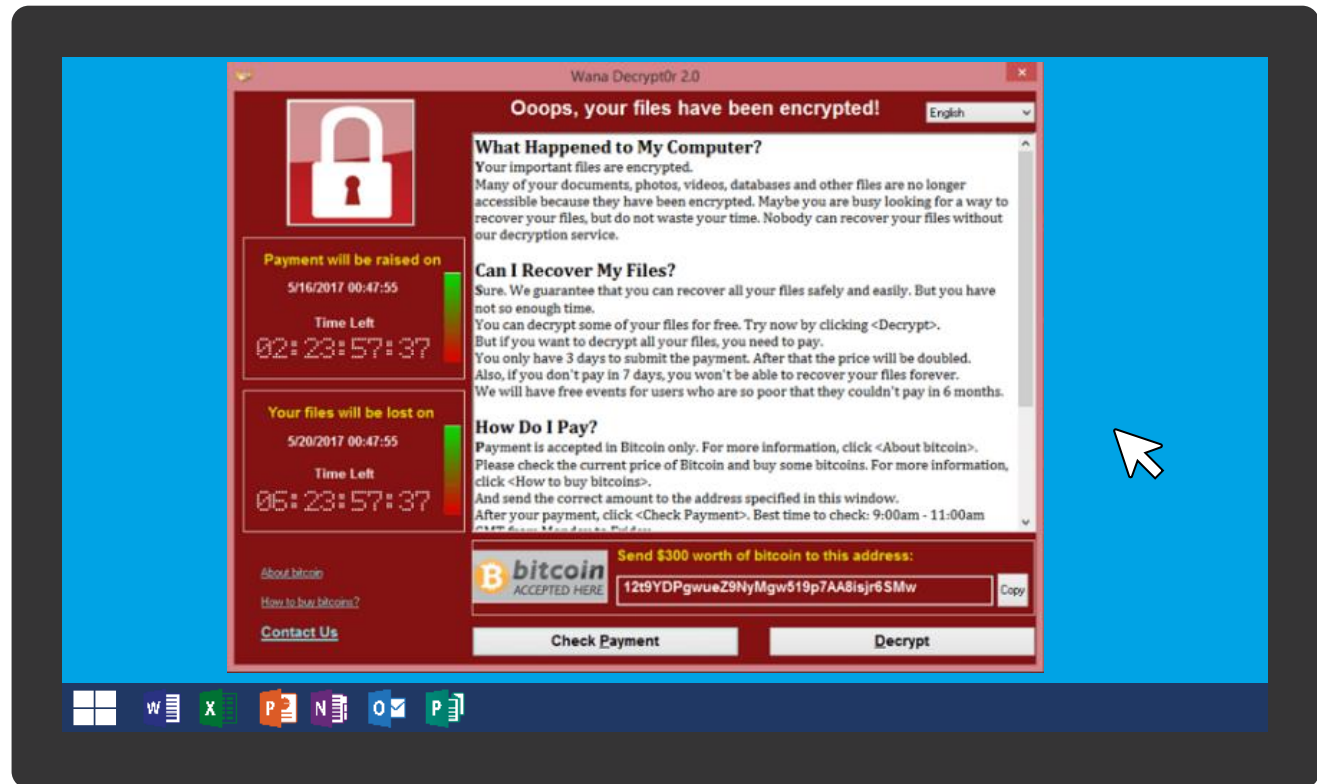 Wana Decrypt0r 2.0
Ooops, your files have been encrypted!
English
What Happened to My Computer?
Your important files are encrypted.
Many of your documents, photos, videos, databases and other files are no longer
accessible because they have been encrypted. Maybe you are busy looking for a way to
recover your files, but do not waste your time. Nobody can recover your files without
our decryption service.
Can I Recover My Files?
Sure. We guarantee that you can recover all your files safely and easily. But you have
not so enough time.
You can decrypt some of your files for free. Try now by clicking <Decrypt>.
But if you want to decrypt all your files, you need to pay.
You only have 3 days to submit the payment. After that the price will be doubled.
Also, if you don't pay in 7 days, you won't be able to recover your files forever.
We will have free events for users who are so poor that they couldn't pay in 6 months.
How Do I Pay?
Payment is accepted in Bitcoin only. For more information, click <About bitcoin>.
Please check the current price of Bitcoin and buy some bitcoins. For more information,
click <How to buy bitcoins>.
And send the correct amount to the address specified in this window.
After your payment, click <Check Payment>. Best time to check: 9:00am - 11:00am
GMT from Monday to Friday
Payment will be raised on
5/16/2017 00:47:55
Time Left
02:23:57:37
Your files will be lost on
5/20/2017 00:47:55
Time Left
06:23:57:37
About bitcoin
How to buy bitcoins?
Contact Us
bitcoin
ACCEPTED HERE
Send $300 worth of bitcoin to this address:
12t9YDPgwueZ9NyMgw519p7AA8isjr6SMw
Copy
Check Payment
Decrypt
W
X
P
N
O
P